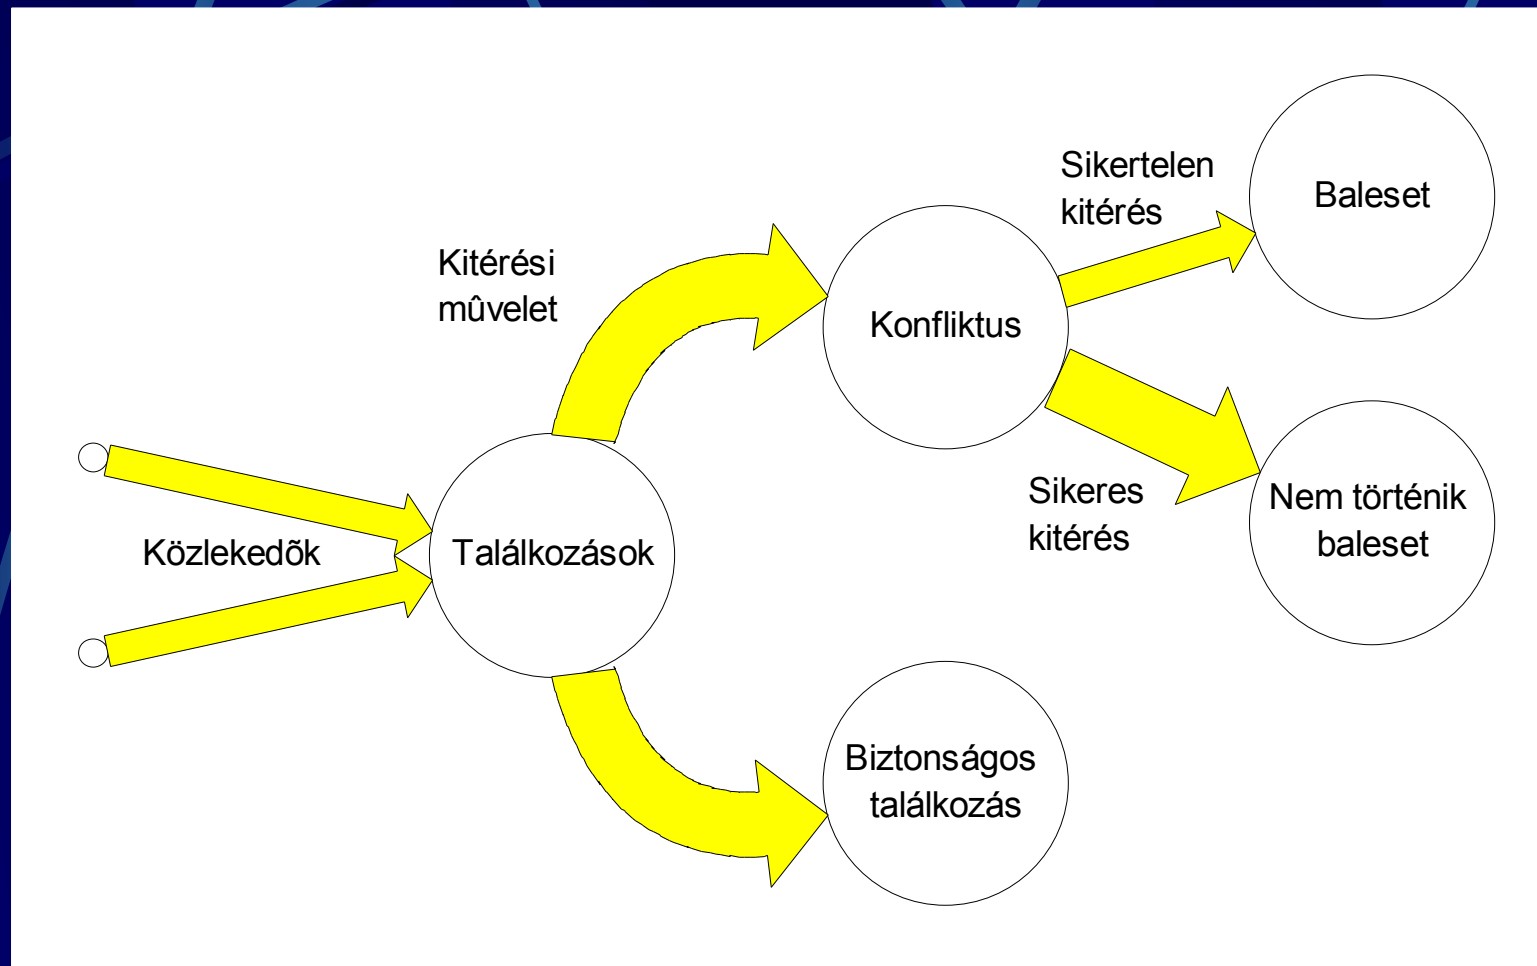 Közlekedõk
Találkozások
Kitérési
mûvelet
Konfliktus
Sikertelen
kitérés
Baleset
Sikeres
kitérés
Nem történik
baleset
Biztonságos
találkozás